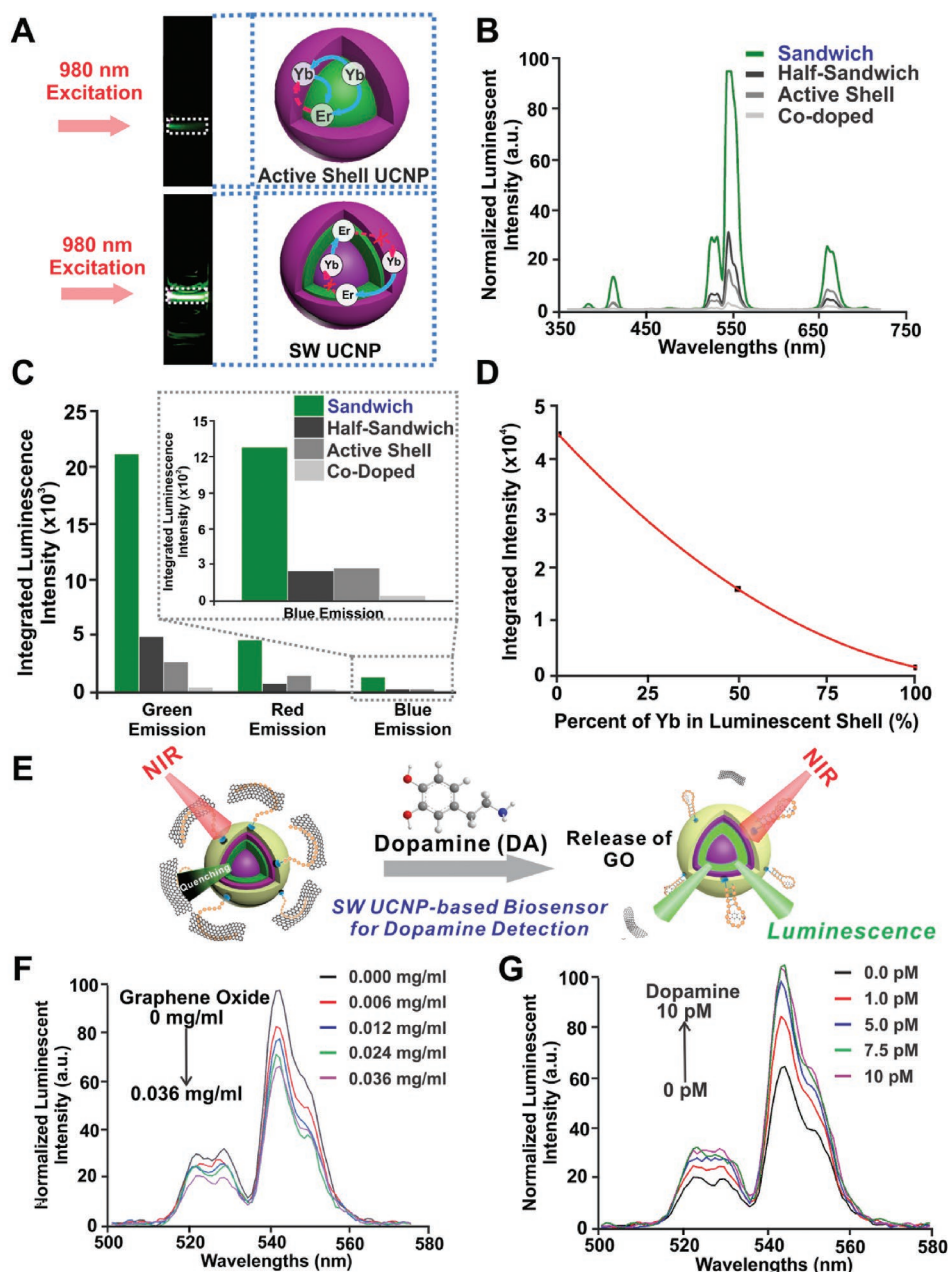 A
980 nm
Excitation
Yb
Yb
Er
Active Shell UCNP
980 nm
Excitation
Er
Yb
Yb
Er
SW UCNP
B
Normalized Luminescent
Intensity (a.u.)
100
80
60
40
20
0
350
450
550
650
750
Wavelengths (nm)
Sandwich
Half-Sandwich
Active Shell
Co-doped
C
Integrated Luminescence
Intensity (x10³)
25
20
15
10
5
0
Green
Emission
Red
Emission
Blue
Emission
Integrated Luminescence
Intensity (x10²)
15
12
9
6
3
0
Blue Emission
Sandwich
Half-Sandwich
Active Shell
Co-Doped
D
Integrated Intensity (x10⁴)
5
4
3
2
1
0
0
25
50
75
100
Percent of Yb in Luminescent Shell (%)
E
NIR
Quenching
Dopamine (DA)
SW UCNP-based Biosensor
for Dopamine Detection
Release of
GO
NIR
Luminescence
F
Normalized Luminescent
Intensity (a.u.)
100
80
60
40
20
0
500
520
540
560
580
Wavelengths (nm)
Graphene Oxide
0 mg/ml
0.036 mg/ml
0.000 mg/ml
0.006 mg/ml
0.012 mg/ml
0.024 mg/ml
0.036 mg/ml
G
Normalized Luminescent
Intensity (a.u.)
100
80
60
40
20
0
500
520
540
560
580
Wavelengths (nm)
Dopamine
10 pM
0 pM
0.0 pM
1.0 pM
5.0 pM
7.5 pM
10 pM